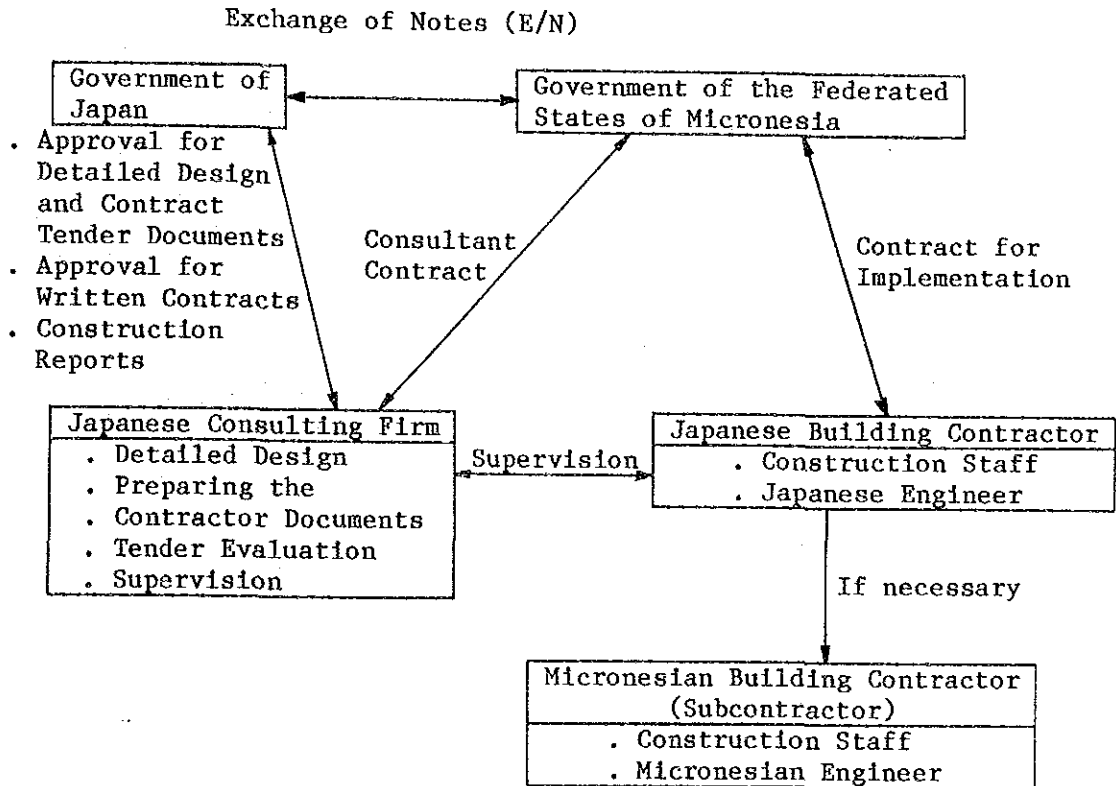 Exchange of Notes (E/N)
Government of
Japan
Government of the Federated
States of Micronesia
. Approval for
Detailed Design
and Contract
Tender Documents
. Approval for
Written Contracts
. Construction
Reports
Consultant
Contract
Contract for
Implementation
Japanese Consulting Firm
. Detailed Design
. Preparing the
. Contractor Documents
. Tender Evaluation
. Supervision
Supervision
Japanese Building Contractor
. Construction Staff
. Japanese Engineer
If necessary
Micronesian Building Contractor
(Subcontractor)
. Construction Staff
. Micronesian Engineer